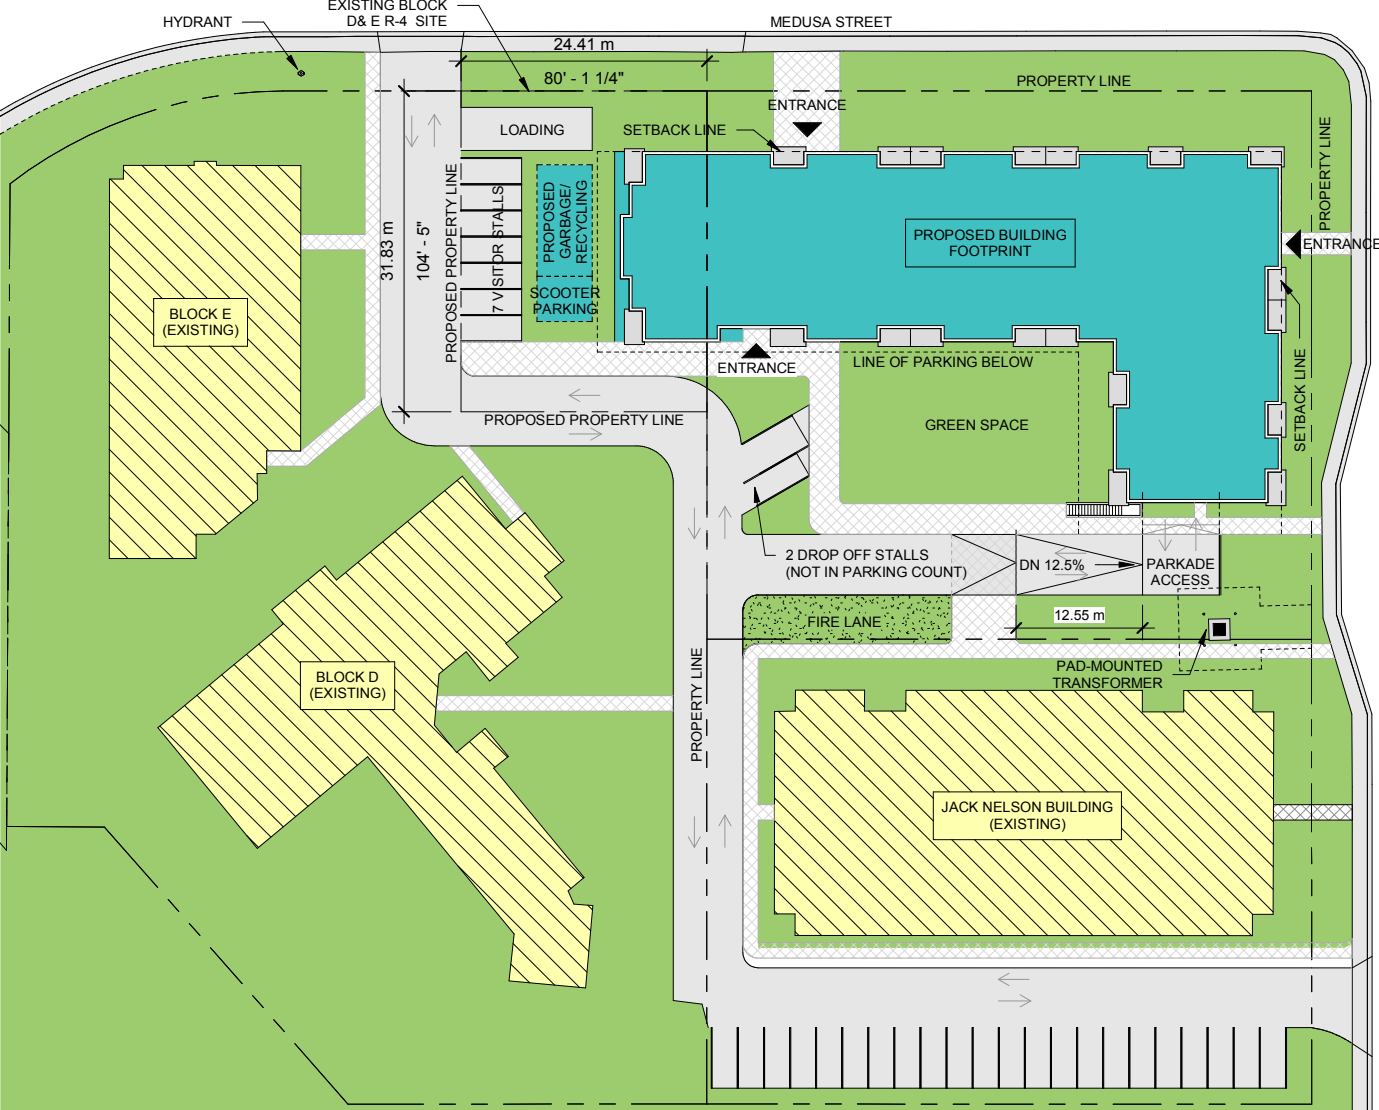 HYDRANT
EXISTING BLOCK
D& E R-4 SITE
MEDUSA STREET
24.41 m
80' - 1 1/4"
PROPERTY LINE
ENTRANCE
LOADING
SETBACK LINE
PROPERTY LINE
PROPOSED PROPERTY LINE
31.83 m
104' - 5"
7 VISITOR STALLS
PROPOSED
GARBAGE/
RECYCLING
SCOOTER
PARKING
PROPOSED BUILDING
FOOTPRINT
ENTRANCE
BLOCK E
(EXISTING)
ENTRANCE
LINE OF PARKING BELOW
SETBACK LINE
PROPOSED PROPERTY LINE
GREEN SPACE
2 DROP OFF STALLS
(NOT IN PARKING COUNT)
DN 12.5%
PARKADE
ACCESS
FIRE LANE
12.55 m
PAD-MOUNTED
TRANSFORMER
BLOCK D
(EXISTING)
PROPERTY LINE
JACK NELSON BUILDING
(EXISTING)